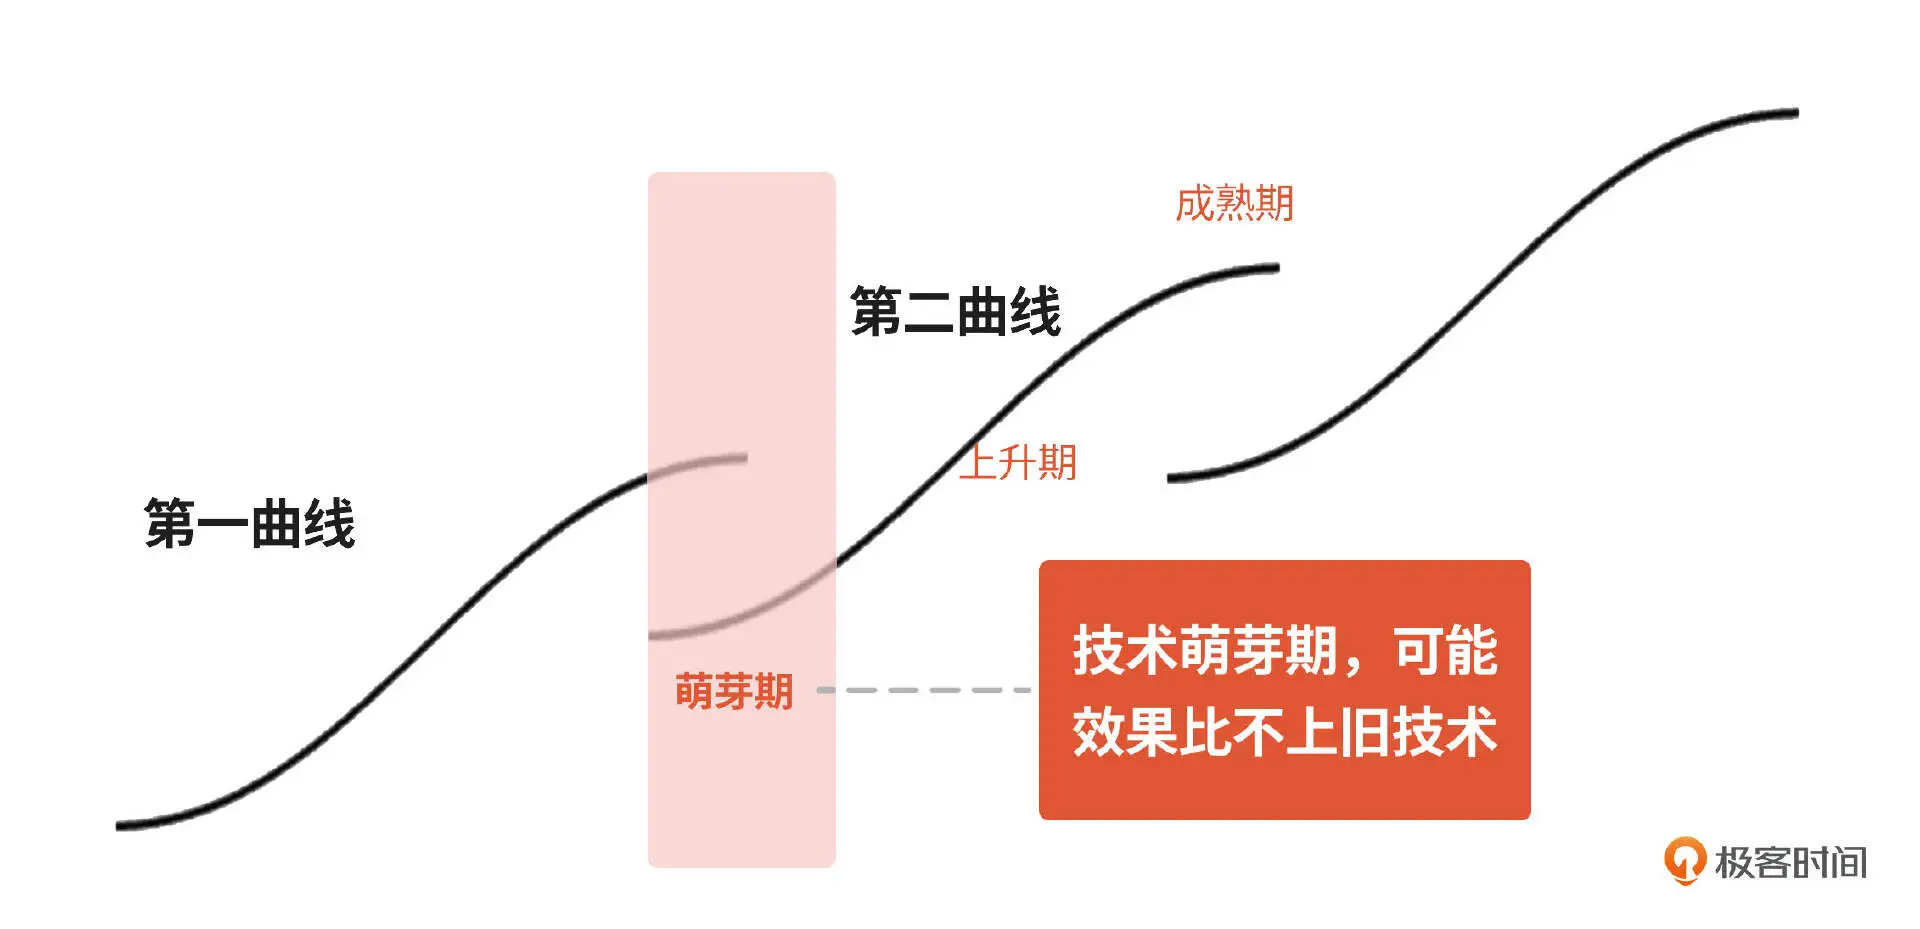 成熟期
第二曲线
上升期
第一曲线
萌芽期
技术萌芽期，可能
效果比不上旧技术
极客时间